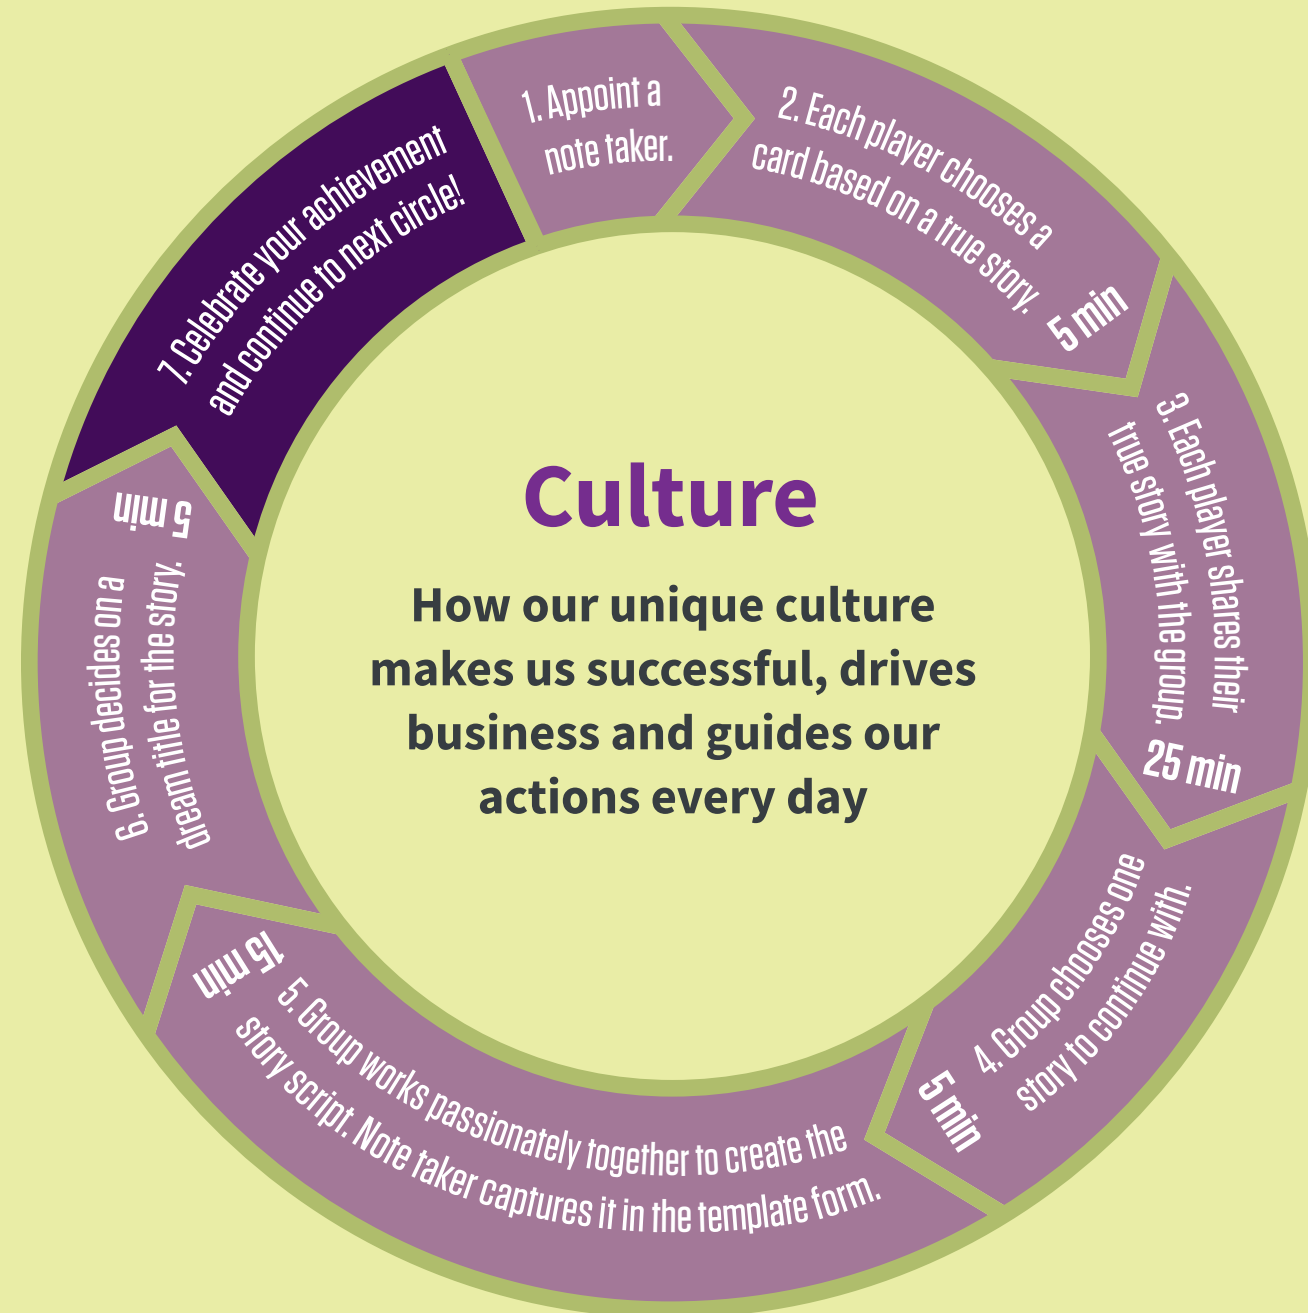 1. Appoint a
note taker.
2. Each player chooses a
card based on a true story.
5 min
3. Each player shares their
true story with the group.
25 min
4. Group chooses one
story to continue with.
5 min
5. Group works passionately together to create the
story script. Note taker captures it in the template form.
15 min
6. Group decides on a
dream title for the story.
5 min
7. Celebrate your achievement
and continue to next circle!
Culture
How our unique culture
makes us successful, drives
business and guides our
actions every day